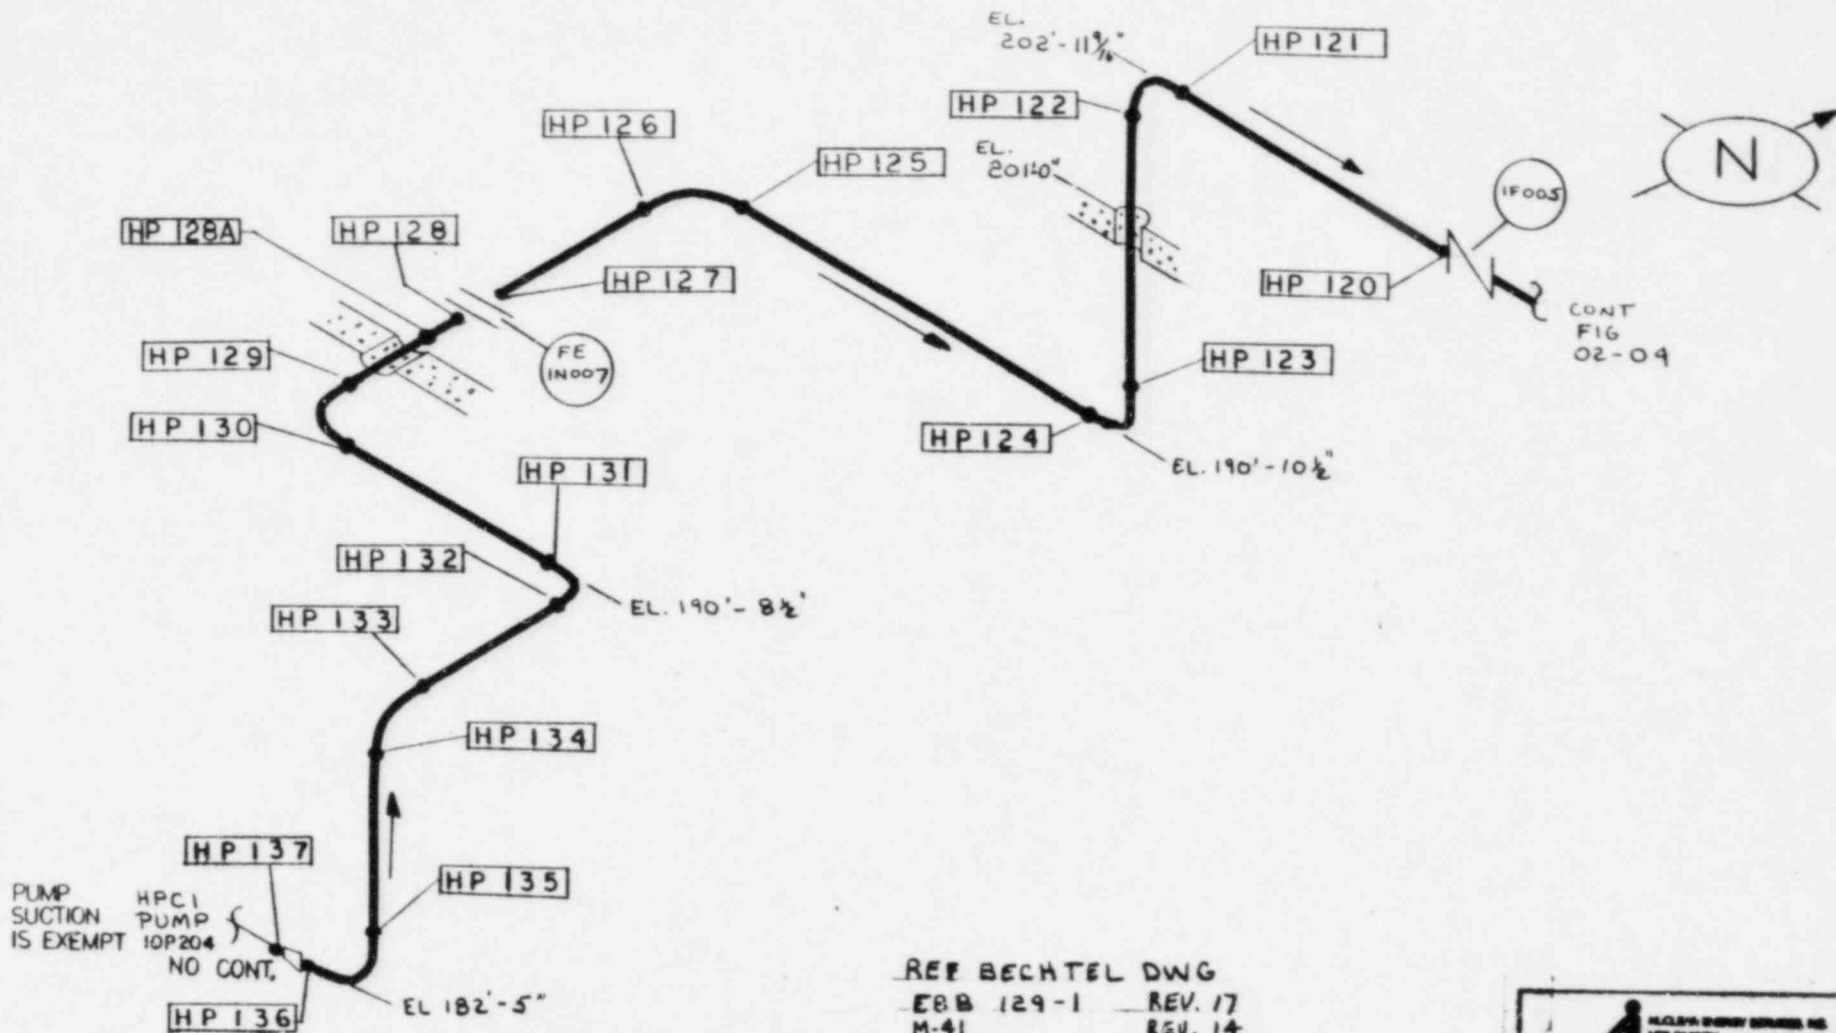 EL.
202'-11 9/16"
HP 121
HP 122
HP 126
EL.
201'-0"
HP 125
N
1F005
HP 128A
HP 128
HP 127
HP 120
CONT
FIG
02-04
HP 129
FE
1N007
HP 123
HP 130
HP 124
EL. 190'-10½"
HP 131
HP 132
EL. 190'-8½'
HP 133
HP 134
HP 137
HP 135
PUMP
SUCTION
IS EXEMPT
HPCI
PUMP
10P204
NO CONT.
HP 136
EL 182'-5"
REF BECHTEL DWG
EBB 129-1 REV. 17
M-41 REV. 14